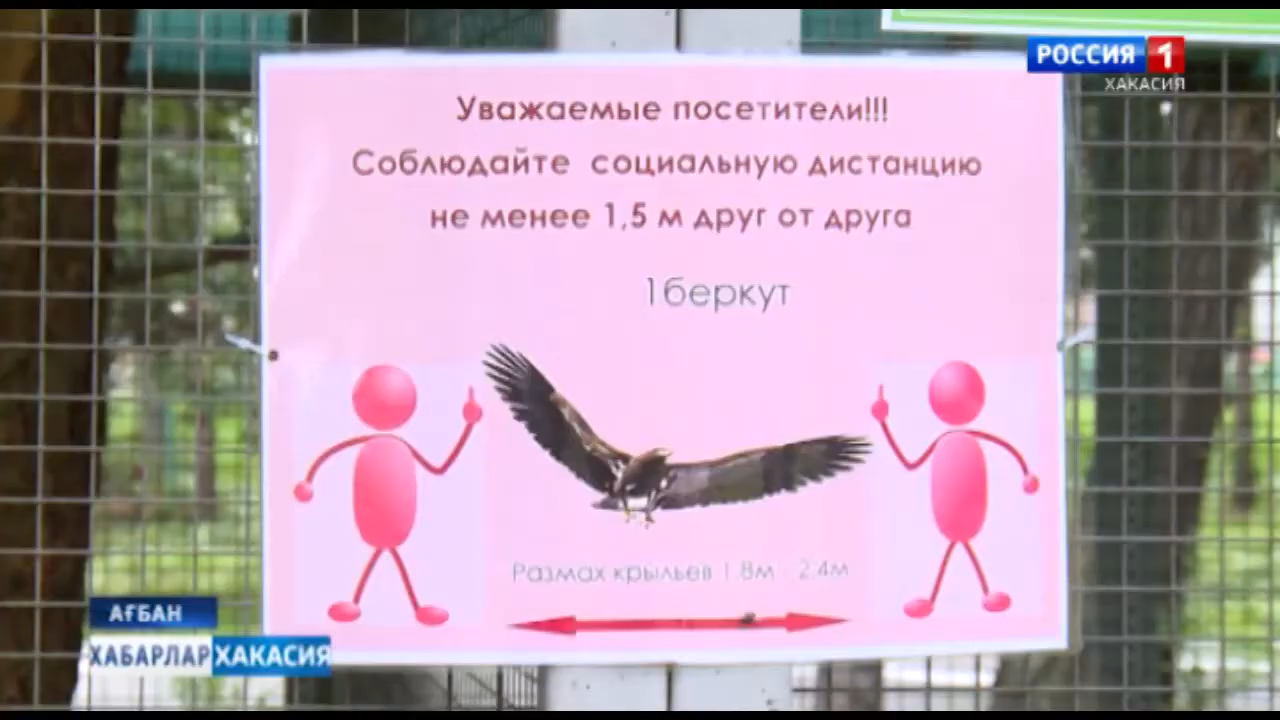 РОССИЯ 1
ХАКАСИЯ
Уважаемые посетители!!!
Соблюдайте социальную дистанцию
не менее 1,5 м друг от друга
1беркут
Размах крыльев 1,8м - 2,4м
АҒБАН
ХАБАРЛАР ХАКАСИЯ